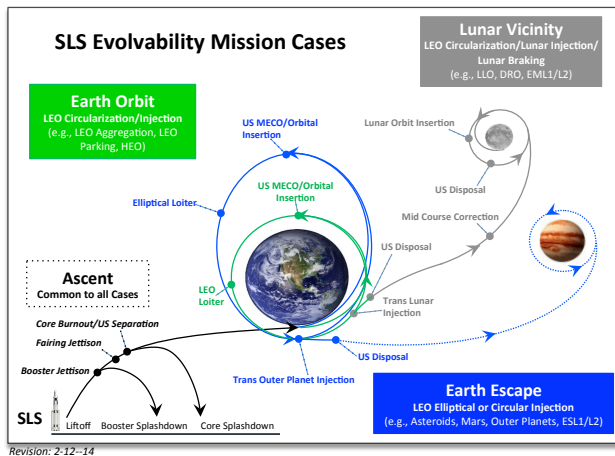 SLS Evolvability Mission Cases
Lunar Vicinity
LEO Circularization/Lunar Injection/
Lunar Braking
(e.g., LLO, DRO, EML1/L2)
Earth Orbit
LEO Circularization/Injection
(e.g., LEO Aggregation, LEO
Parking, HEO)
US MECO/Orbital
Insertion
Lunar Orbit Insertion
US Disposal
Elliptical Loiter
US MECO/Orbital
Insertion
Mid Course Correction
US Disposal
Ascent
Common to all Cases
LEO
Loiter
Trans Lunar
Injection
Core Burnout/US Separation
Fairing Jettison
Booster Jettison
US Disposal
Trans Outer Planet Injection
Earth Escape
LEO Elliptical or Circular Injection
(e.g., Asteroids, Mars, Outer Planets, ESL1/L2)
SLS
Liftoff
Booster Splashdown
Core Splashdown
Revision: 2-12--14